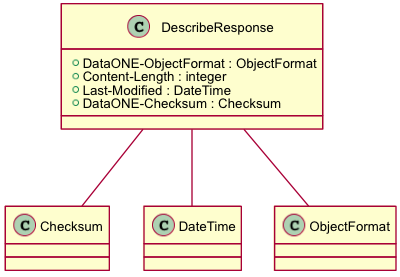 C DescribeResponse
DataONE-ObjectFormat : ObjectFormat
Content-Length : integer
Last-Modified : DateTime
DataONE-Checksum : Checksum
C Checksum
C DateTime
C ObjectFormat